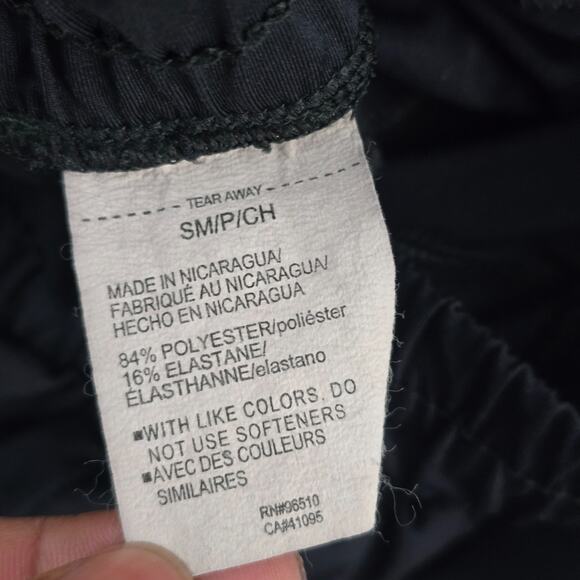 TEAR AWAY
SM/P/CH
MADE IN NICARAGUA/
FABRIQUÉ AU NICARAGUA/
HECHO EN NICARAGUA
84% POLYESTER/poliéster
16% ELASTANE/
ÉLASTHANNE/elastano
■WITH LIKE COLORS. DO
NOT USE SOFTENERS
■AVEC DES COULEURS
SIMILAIRES
RN#96510
CA#41095